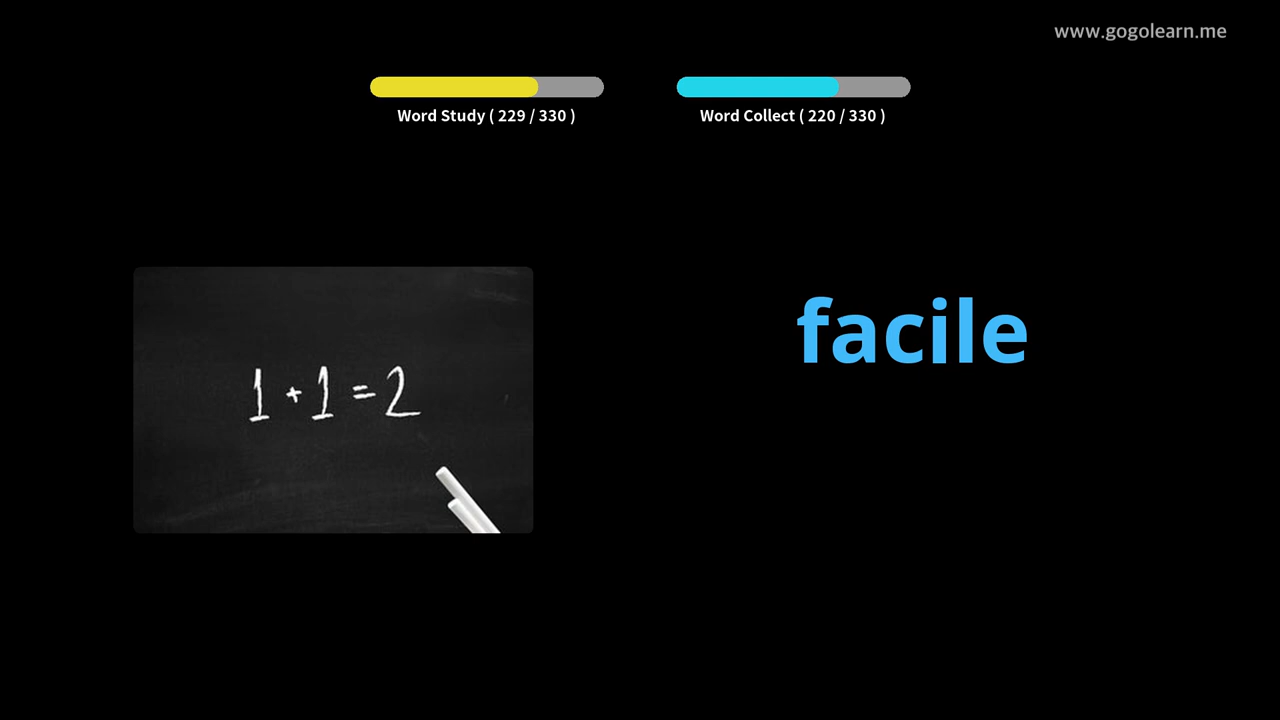 www.gogolearn.me
Word Study ( 229 / 330 )
Word Collect ( 220 / 330 )
facile
1 + 1 = 2